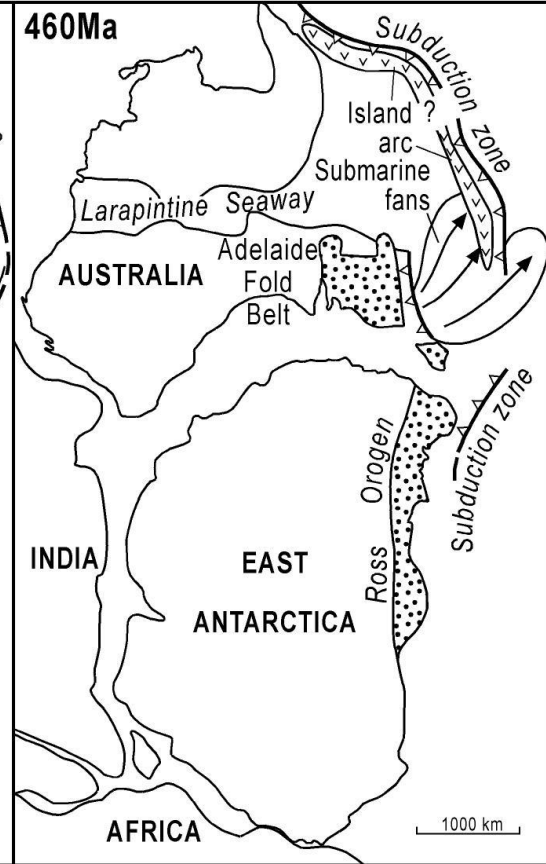 460Ma
Subduction zone
Island ?
arc
Submarine
fans
Larapintine Seaway
Adelaide
Fold
Belt
AUSTRALIA
Subduction zone
Ross Orogen
INDIA
EAST
ANTARCTICA
AFRICA
1000 km